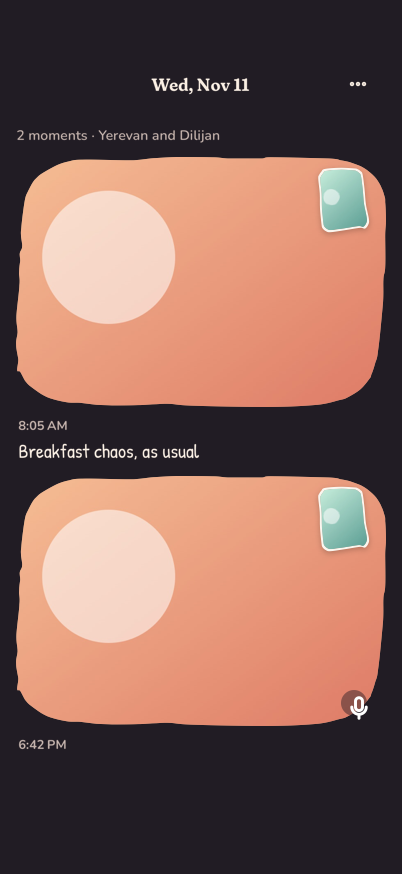 Wed, Nov 11
2 moments · Yerevan and Dilijan
8:05 AM
Breakfast chaos, as usual
6:42 PM